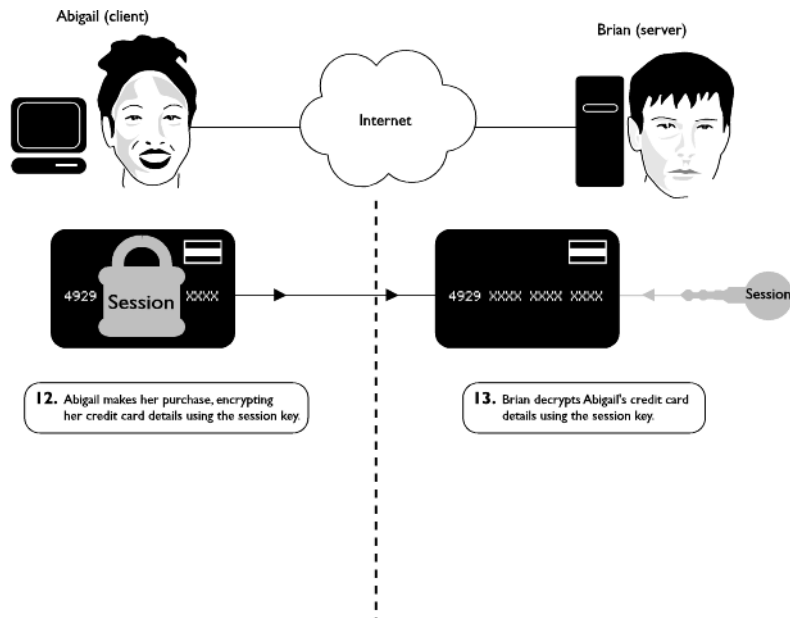 Abigail (client)
Brian (server)
Internet
4929 Session XXXX
4929 XXXX XXXX XXXX
Session
12. Abigail makes her purchase, encrypting
her credit card details using the session key.
13. Brian decrypts Abigail's credit card
details using the session key.